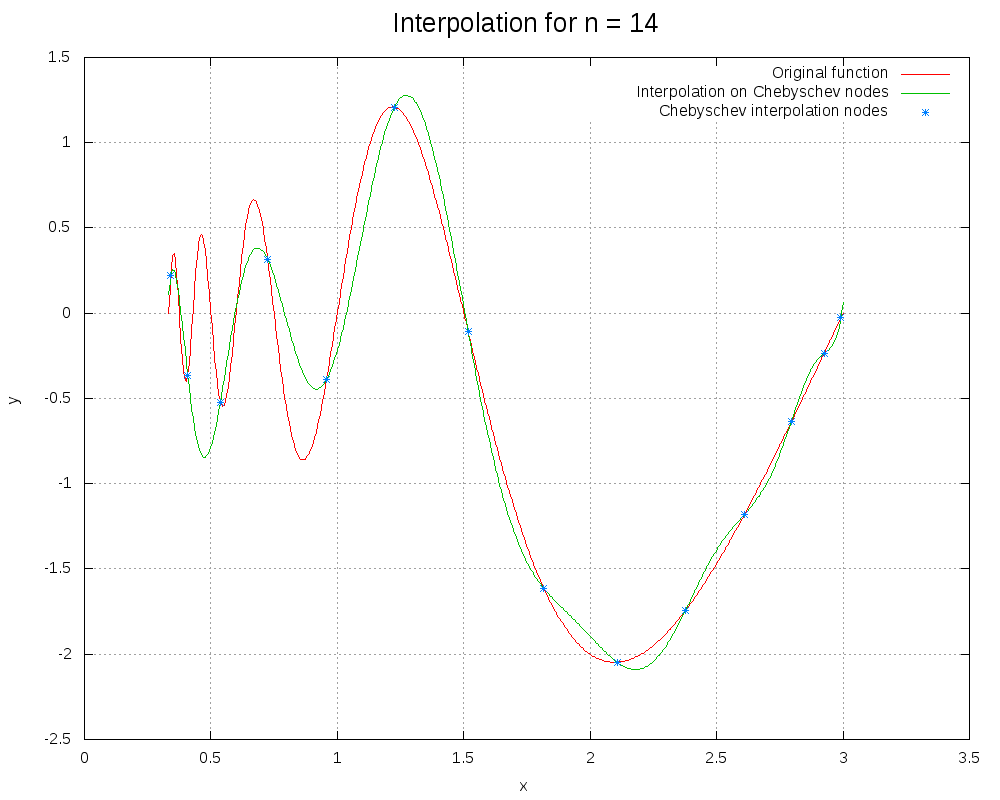 Interpolation for n = 14
Original function
Interpolation on Chebyschev nodes
Chebyschev interpolation nodes
1.5
1
0.5
0
-0.5
-1
-1.5
-2
-2.5
y
0 0.5 1 1.5 2 2.5 3 3.5
x